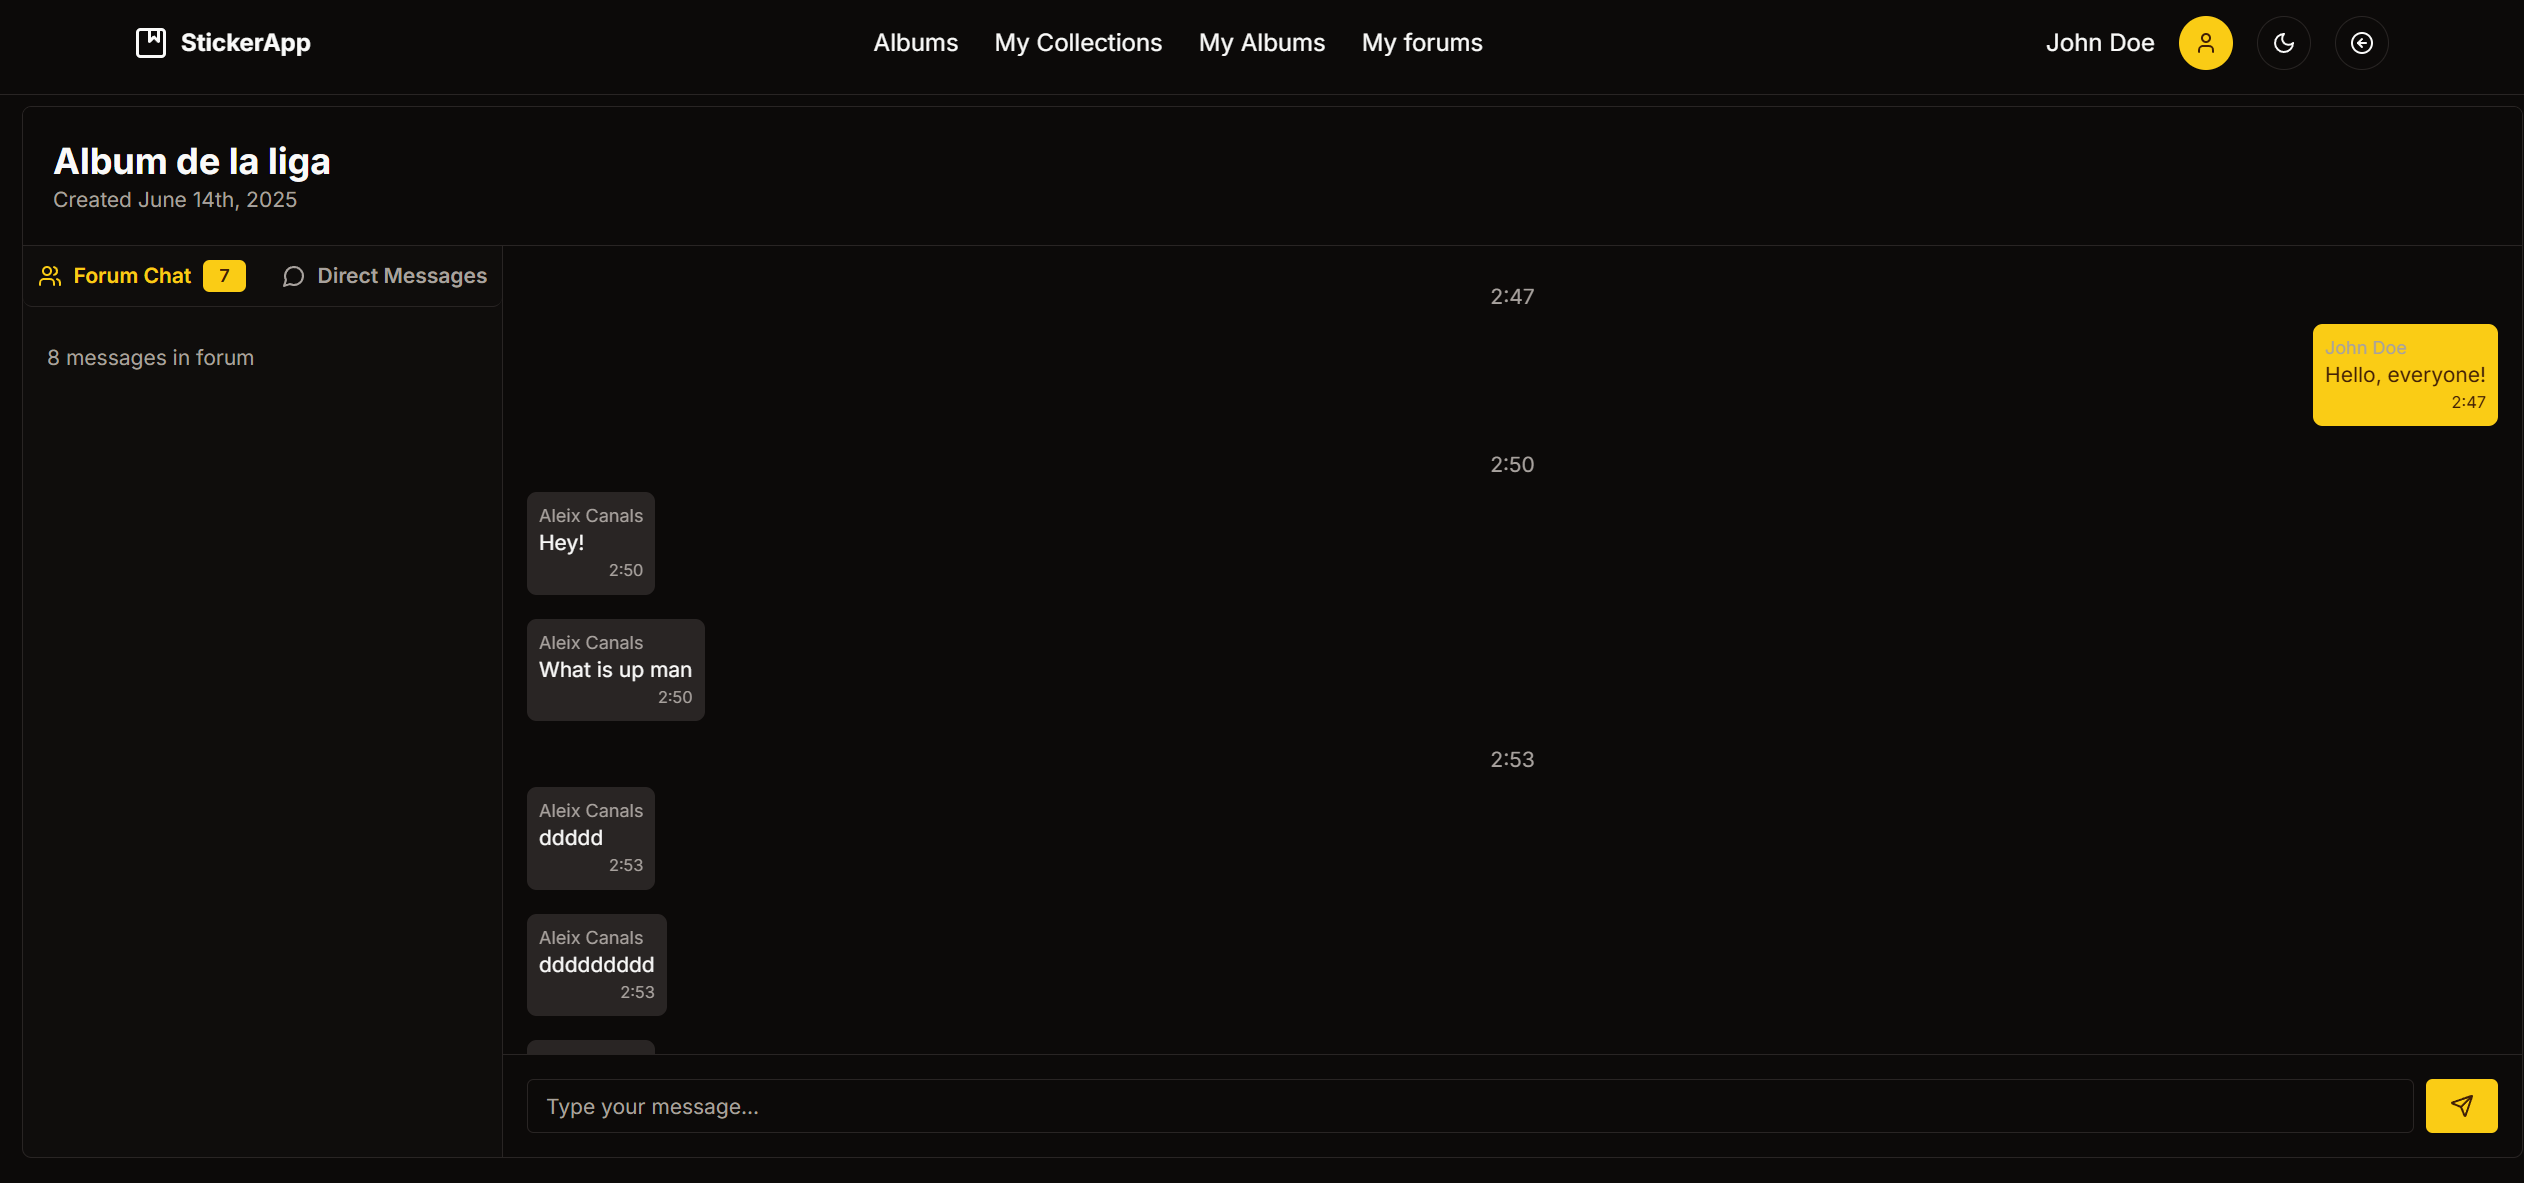 StickerApp
Albums My Collections My Albums My forums
John Doe
Album de la liga
Created June 14th, 2025
Forum Chat 7 Direct Messages
8 messages in forum
2:47
John Doe
Hello, everyone!
2:47
2:50
Aleix Canals
Hey!
2:50
Aleix Canals
What is up man
2:50
2:53
Aleix Canals
ddddd
2:53
Aleix Canals
ddddddddd
2:53
Type your message...